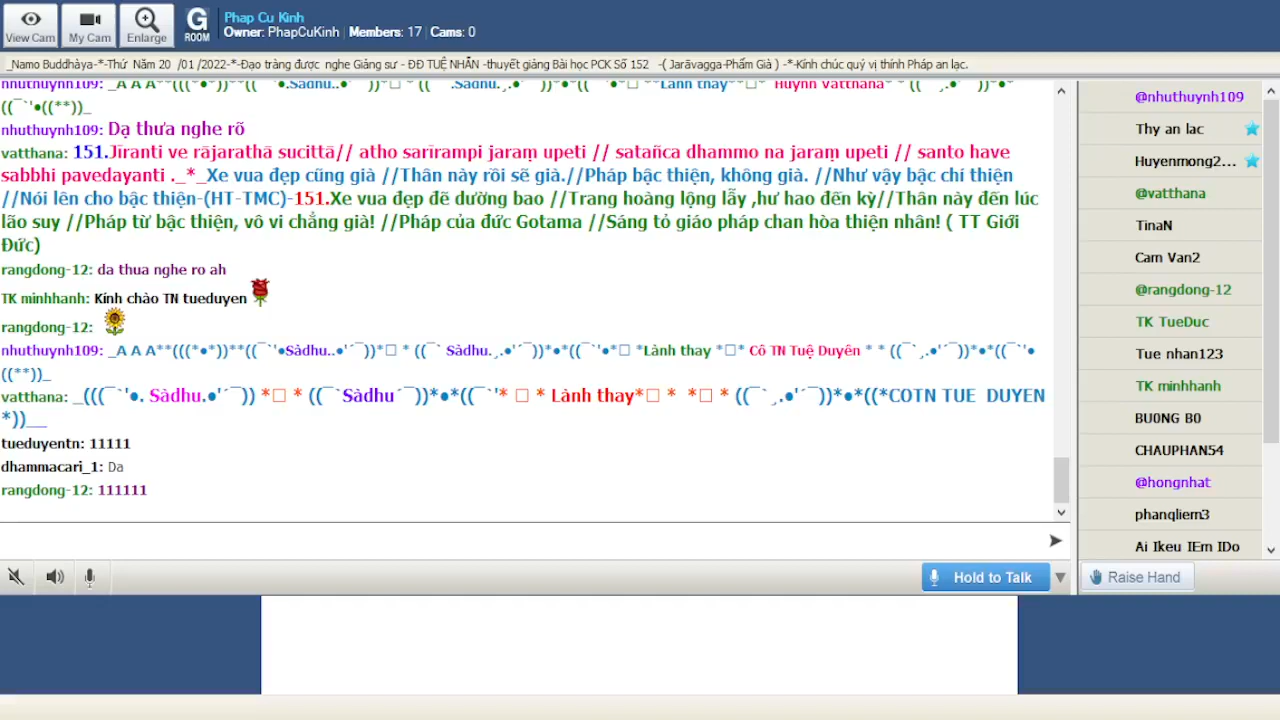 View Cam
My Cam
Enlarge
G
ROOM
Phap Cu Kinh
Owner: PhapCuKinh | Members: 17 | Cams: 0
_Namo Buddhàya-*-Thứ Năm 20 /01 /2022-*-Đạo tràng được nghe Giảng sư - ĐĐ TUỆ NHẪN -thuyết giảng Bài học PCK Số 152 -( Jarāvagga-Phẩm Già ) -*-Kính chúc quý vị thính Pháp an lạc.
nhuthuynh109: _A A A**(((*●*))**((¯`'●.Sàdhu..●'´¯))*□ * ((¯` .Sàdhu.¸.●'´¯))*●*((¯`'●*□ *Lành thay*□* Huynh Vatthana* * ((¯`¸.●'´¯))*●*
((¯`'●((**))_
nhuthuynh109: Dạ thưa nghe rõ
vatthana: 151.Jīranti ve rājarathā sucittā// atho sarīrampi jaraṃ upeti // satañca dhammo na jaraṃ upeti // santo have
sabbhi pavedayanti ._*_Xe vua đẹp cũng già //Thân này rồi sẽ già.//Pháp bậc thiện, không già. //Như vậy bậc chí thiện
//Nói lên cho bậc thiện-(HT-TMC)-151.Xe vua đẹp đẽ dường bao //Trang hoàng lộng lẫy ,hư hao đến kỳ//Thân này đến lúc
lão suy //Pháp từ bậc thiện, vô vi chẳng già! //Pháp của đức Gotama //Sáng tỏ giáo pháp chan hòa thiện nhân! ( TT Giới
Đức)
rangdong-12: da thua nghe ro ah
TK minhhanh: Kính chào TN tueduyen
rangdong-12:
nhuthuynh109: _A A A**(((*●*))**((¯`'●Sàdhu..●'´¯))*□ * ((¯` Sàdhu.¸.●'´¯))*●*((¯`'●*□ *Lành thay *□* Cô TN Tuệ Duyên * * ((¯`¸.●'´¯))*●*((¯`'●
((**))_
vatthana: _(((¯`'●. Sàdhu.●'´¯)) *□ * ((¯`Sàdhu´¯))*●*((¯`'* □ * Lành thay*□ * *□ * ((¯`¸.●'´¯))*●*((*COTN TUE DUYEN
*))__
tueduyentn: 11111
dhammacari_1: Da
rangdong-12: 111111
Hold to Talk
@nhuthuynh109
Thy an lac
Huyenmong2...
@vatthana
TinaN
Cam Van2
@rangdong-12
TK TueDuc
Tue nhan123
TK minhhanh
BU0NG B0
CHAUPHAN54
@hongnhat
phanqliem3
Ai Ikeu IEm IDo
Raise Hand